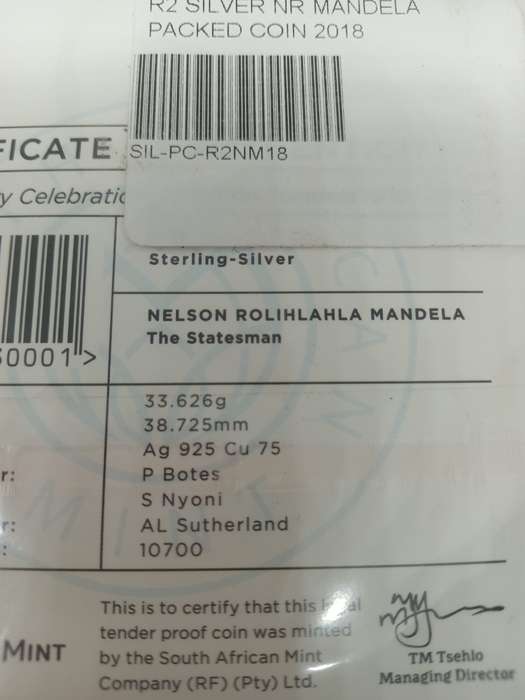 R2 SILVER NR MANDELA
PACKED COIN 2018
SIL-PC-R2NM18
FICATE
y Celebratio
Sterling-Silver
NELSON ROLIHLAHLA MANDELA
The Statesman
0001">
33.626g
38.725mm
Ag 925 Cu 75
r: P Botes
S Nyoni
r: AL Sutherland
: 10700
This is to certify that this legal
tender proof coin was minted
by the South African Mint
Company (RF) (Pty) Ltd.
MINT
TM Tsehlo
Managing Director